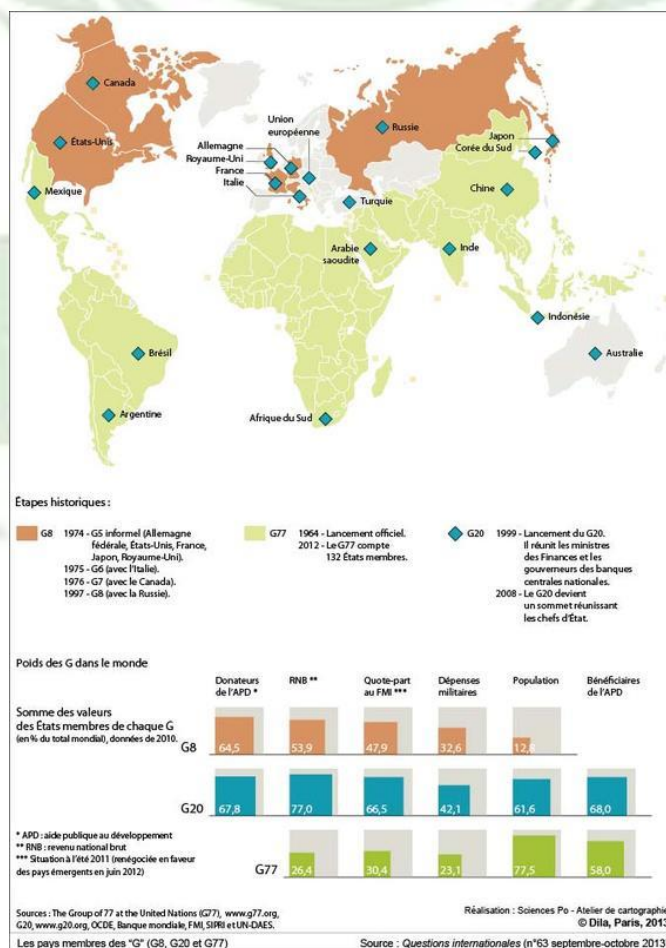 Canada
États-Unis
Mexique
Union
européenne
Allemagne
Royaume-Uni
France
Italie
Russie
Japon
Corée du Sud
Turquie
Chine
Arabie
saoudite
Inde
Indonésie
Brésil
Australie
Argentine
Afrique du Sud
Étapes historiques :
G8
1974 - G5 informel (Allemagne
fédérale, États-Unis, France,
Japon, Royaume-Uni).
1975 - G6 (avec l'Italie).
1976 - G7 (avec le Canada).
1997 - G8 (avec la Russie).
G77
1964 - Lancement officiel.
2012 - Le G77 compte
132 États membres.
G20
1999 - Lancement du G20.
Il réunit les ministres
des Finances et les
gouverneurs des banques
centrales nationales.
2008 - Le G20 devient
un sommet réunissant
les chefs d'État.
Poids des G dans le monde
Donateurs
de l'APD *
RNB **
Quote-part
au FMI ***
Dépenses
militaires
Population
Bénéficiaires
de l'APD
Somme des valeurs
des États membres de chaque G
(en % du total mondial), données de 2010.
G8 64,5 53,9 47,9 32,6 12,8
G20 67,8 77,0 66,5 42,1 61,6 68,0
* APD : aide publique au développement
** RNB : revenu national brut
*** Situation à l'été 2011 (renégociée en faveur
des pays émergents en juin 2012)
G77 26,4 30,4 23,1 77,5 58,0
Sources : The Group of 77 at the United Nations (G77), www.g77.org,
G20, www.g20.org, OCDE, Banque mondiale, FMI, SIPRI et UN-DAES.
Réalisation : Sciences Po - Atelier de cartographie
© Dila, Paris, 2013
Les pays membres des "G" (G8, G20 et G77)
Source : Questions internationales (n°63 septembre-octobre 2013)